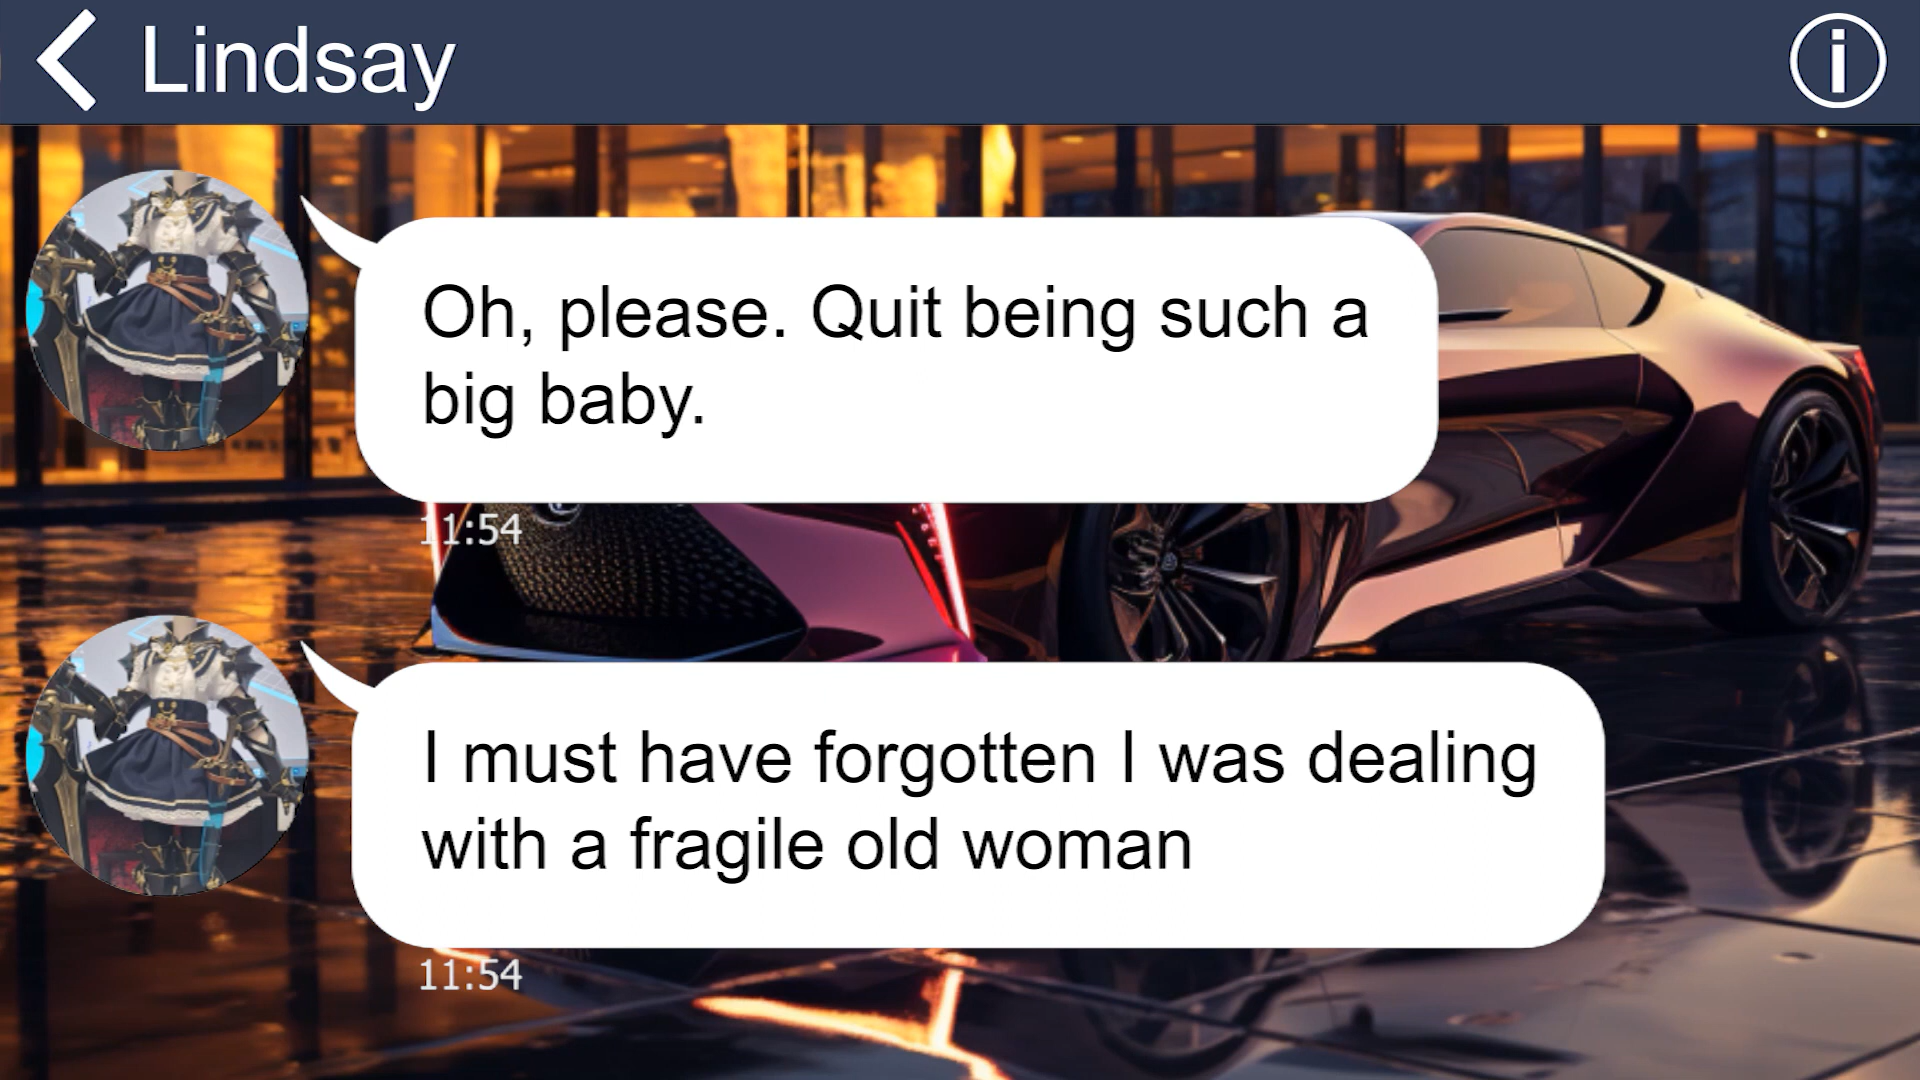 Lindsay
Oh, please. Quit being such a
big baby.
11:54
I must have forgotten I was dealing
with a fragile old woman
11:54